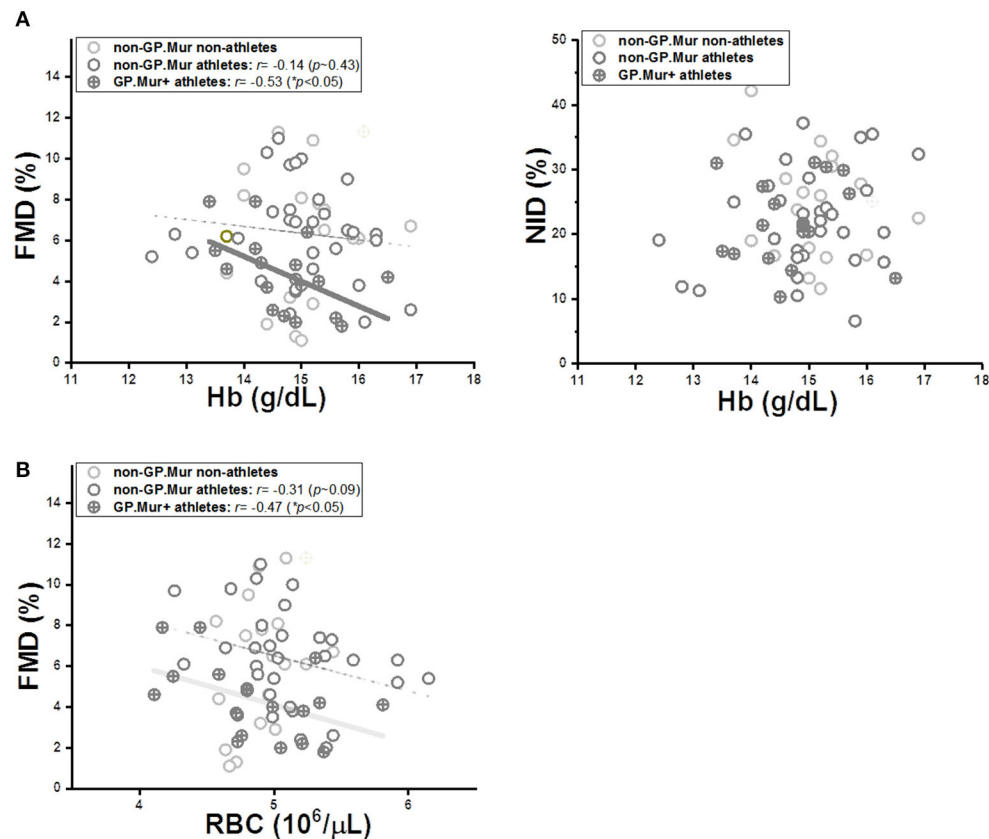 A
non-GP.Mur non-athletes
non-GP.Mur athletes: r= -0.14 (p~0.43)
GP.Mur+ athletes: r= -0.53 (*p<0.05)
14
12
10
8
6
4
2
0
FMD (%)
11 12 13 14 15 16 17 18
Hb (g/dL)
non-GP.Mur non-athletes
non-GP.Mur athletes
GP.Mur+ athletes
50
40
30
20
10
0
NID (%)
11 12 13 14 15 16 17 18
Hb (g/dL)
B
non-GP.Mur non-athletes
non-GP.Mur athletes: r= -0.31 (p~0.09)
GP.Mur+ athletes: r= -0.47 (*p<0.05)
14
12
10
8
6
4
2
0
FMD (%)
4 5 6
RBC (10⁶/μL)